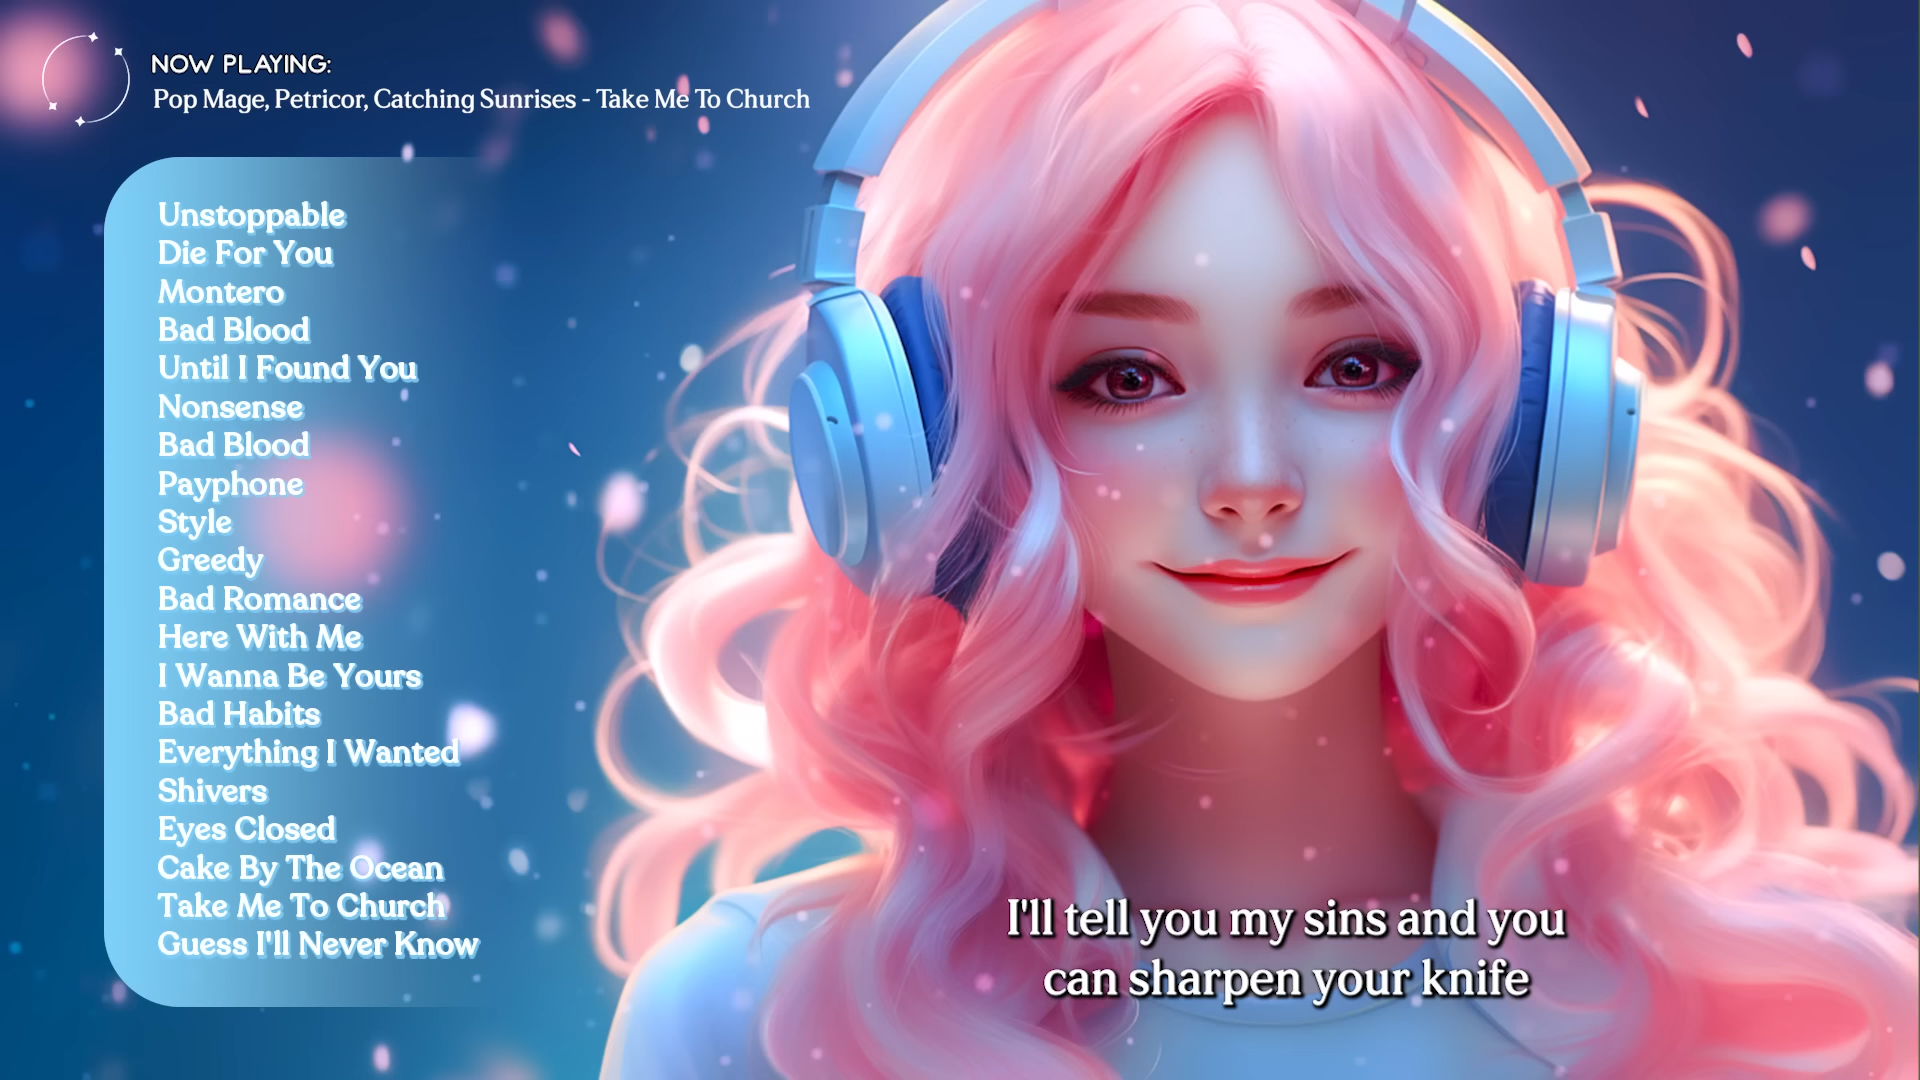 NOW PLAYING:
Pop Mage, Petricor, Catching Sunrises - Take Me To Church
Unstoppable
Die For You
Montero
Bad Blood
Until I Found You
Nonsense
Bad Blood
Payphone
Style
Greedy
Bad Romance
Here With Me
I Wanna Be Yours
Bad Habits
Everything I Wanted
Shivers
Eyes Closed
Cake By The Ocean
Take Me To Church
Guess I'll Never Know
I'll tell you my sins and you
can sharpen your knife